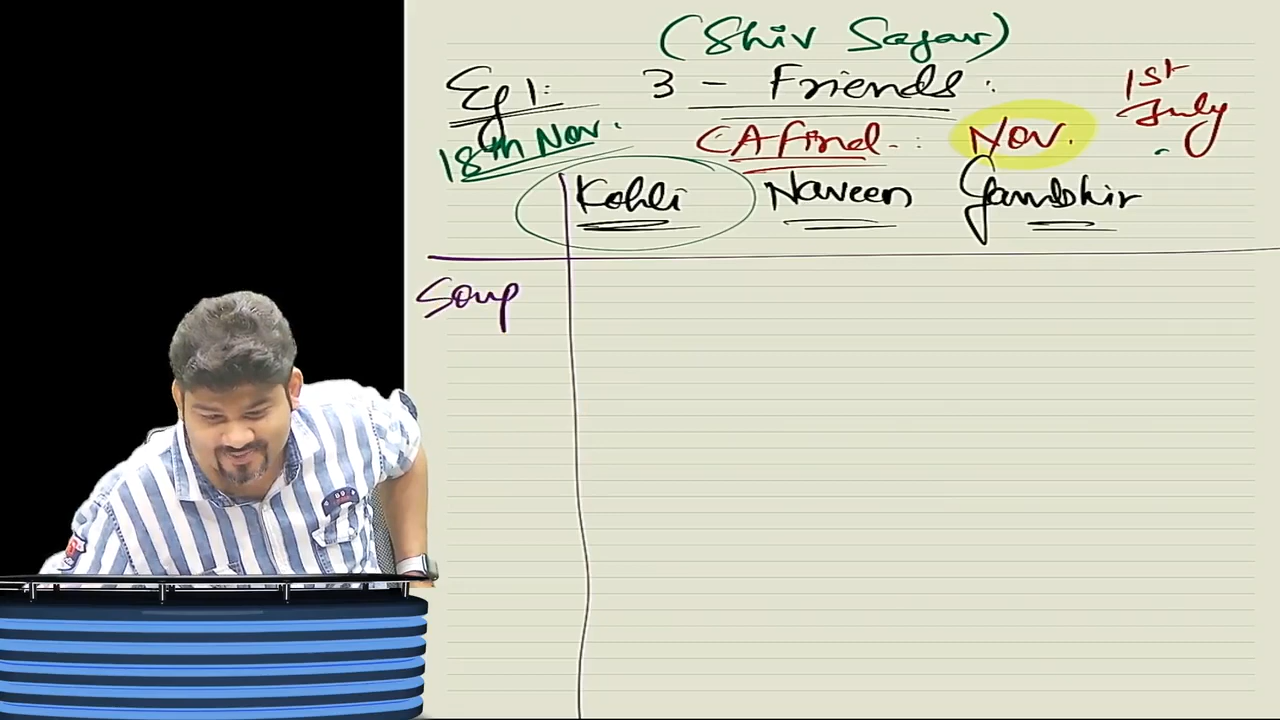 (Shiv Sagar)
Eg 1: 3 - Friends :
1st July
18th Nov. CA Final. : Nov.
Kohli Naveen Gambhir
Soup